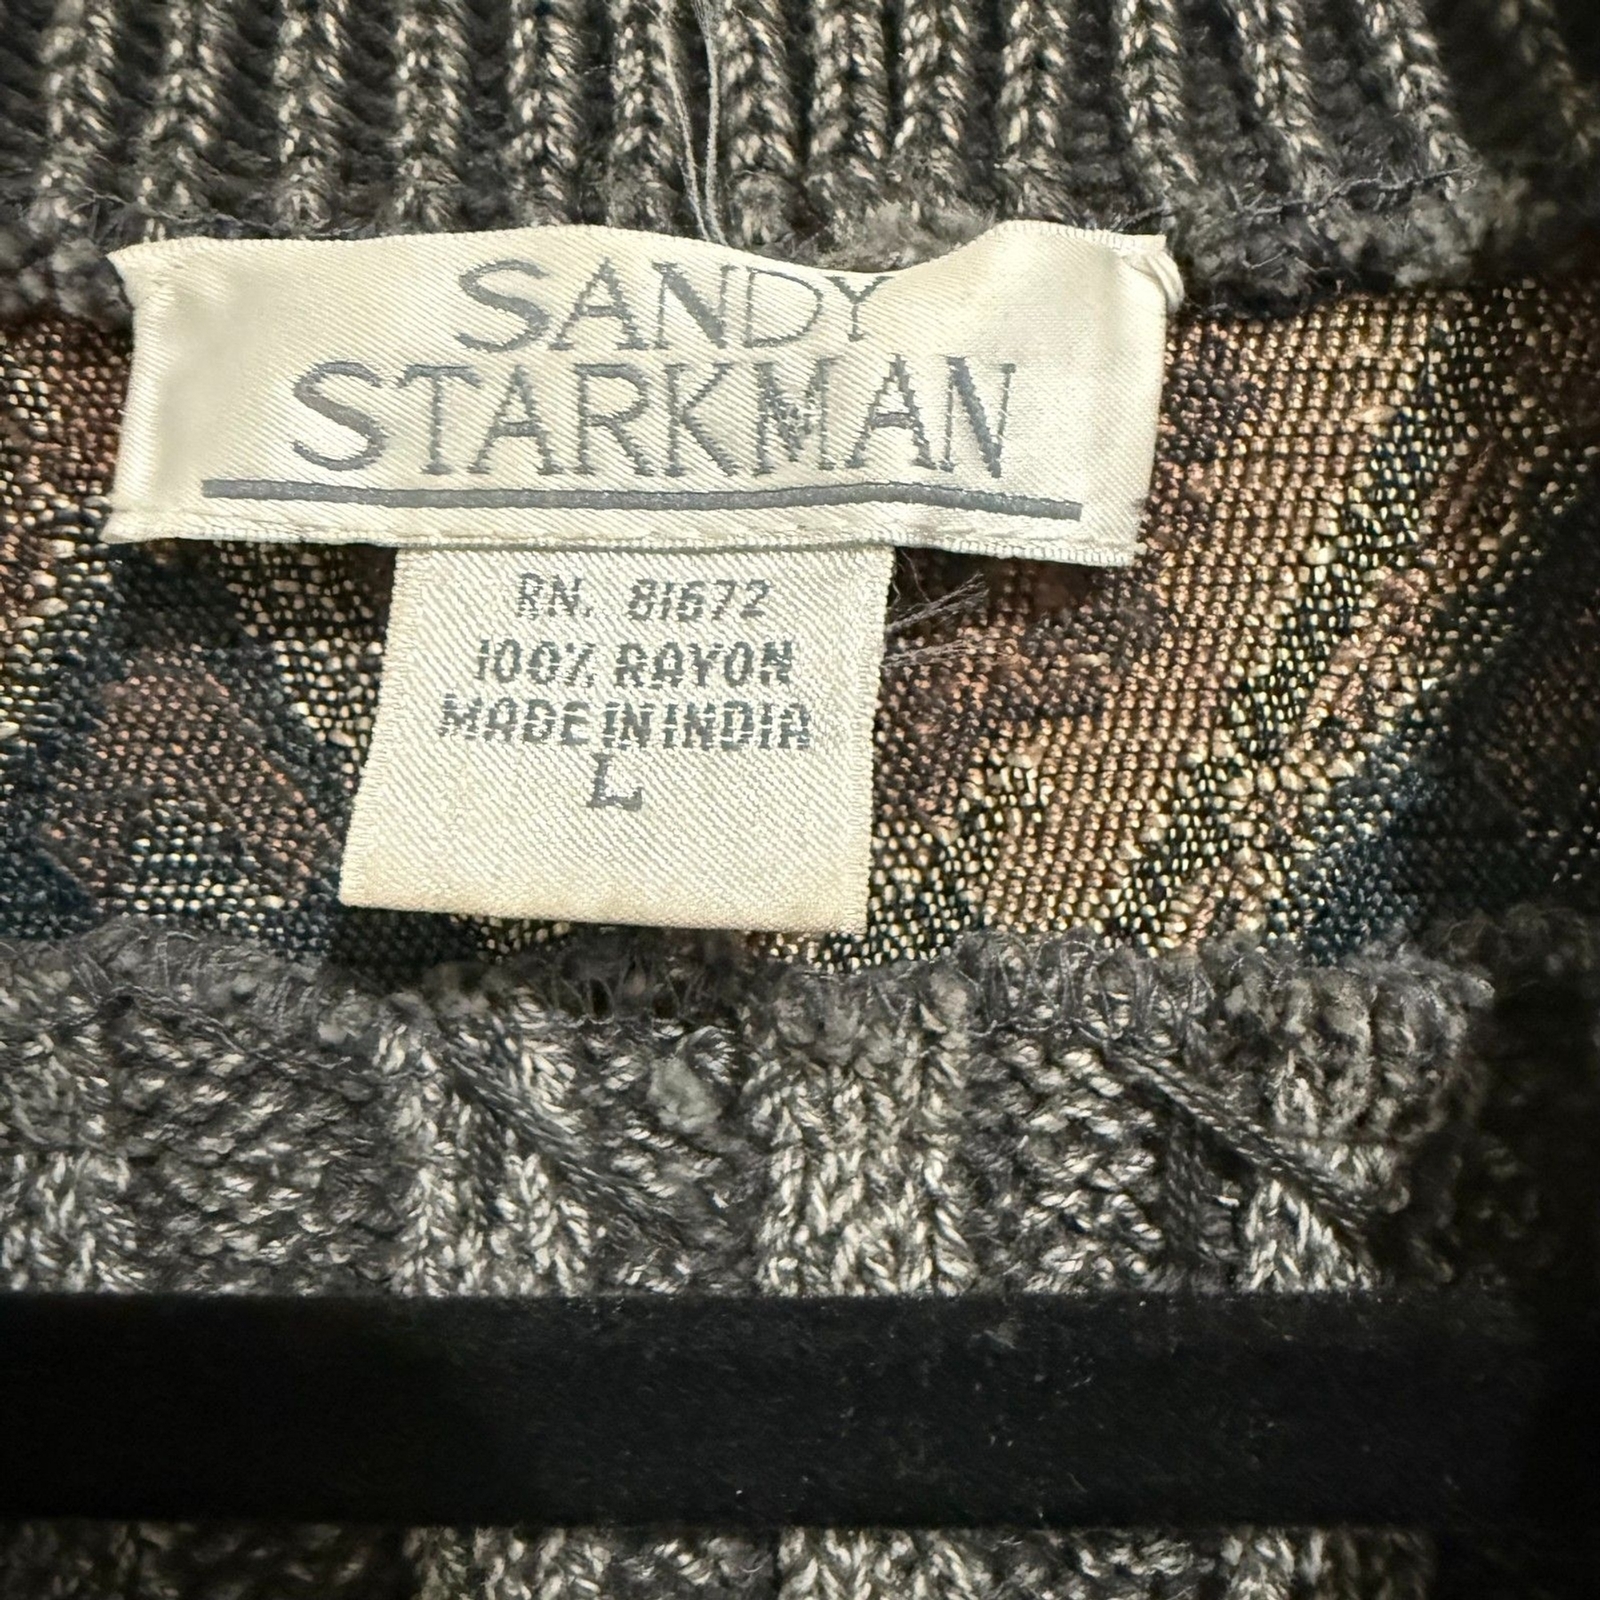 SANDY
STARKMAN
RN. 81672
100% RAYON
MADE IN INDIA
L